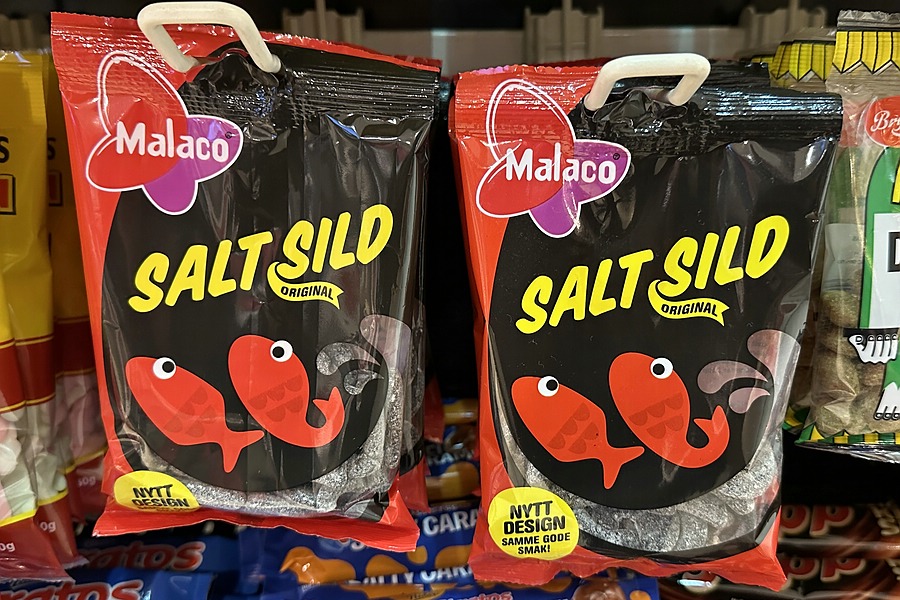 Malaco
SALT SILD
ORIGINAL
NYTT
DESIGN
Malaco
SALT SILD
ORIGINAL
NYTT
DESIGN
SAMME GODE
SMAK!